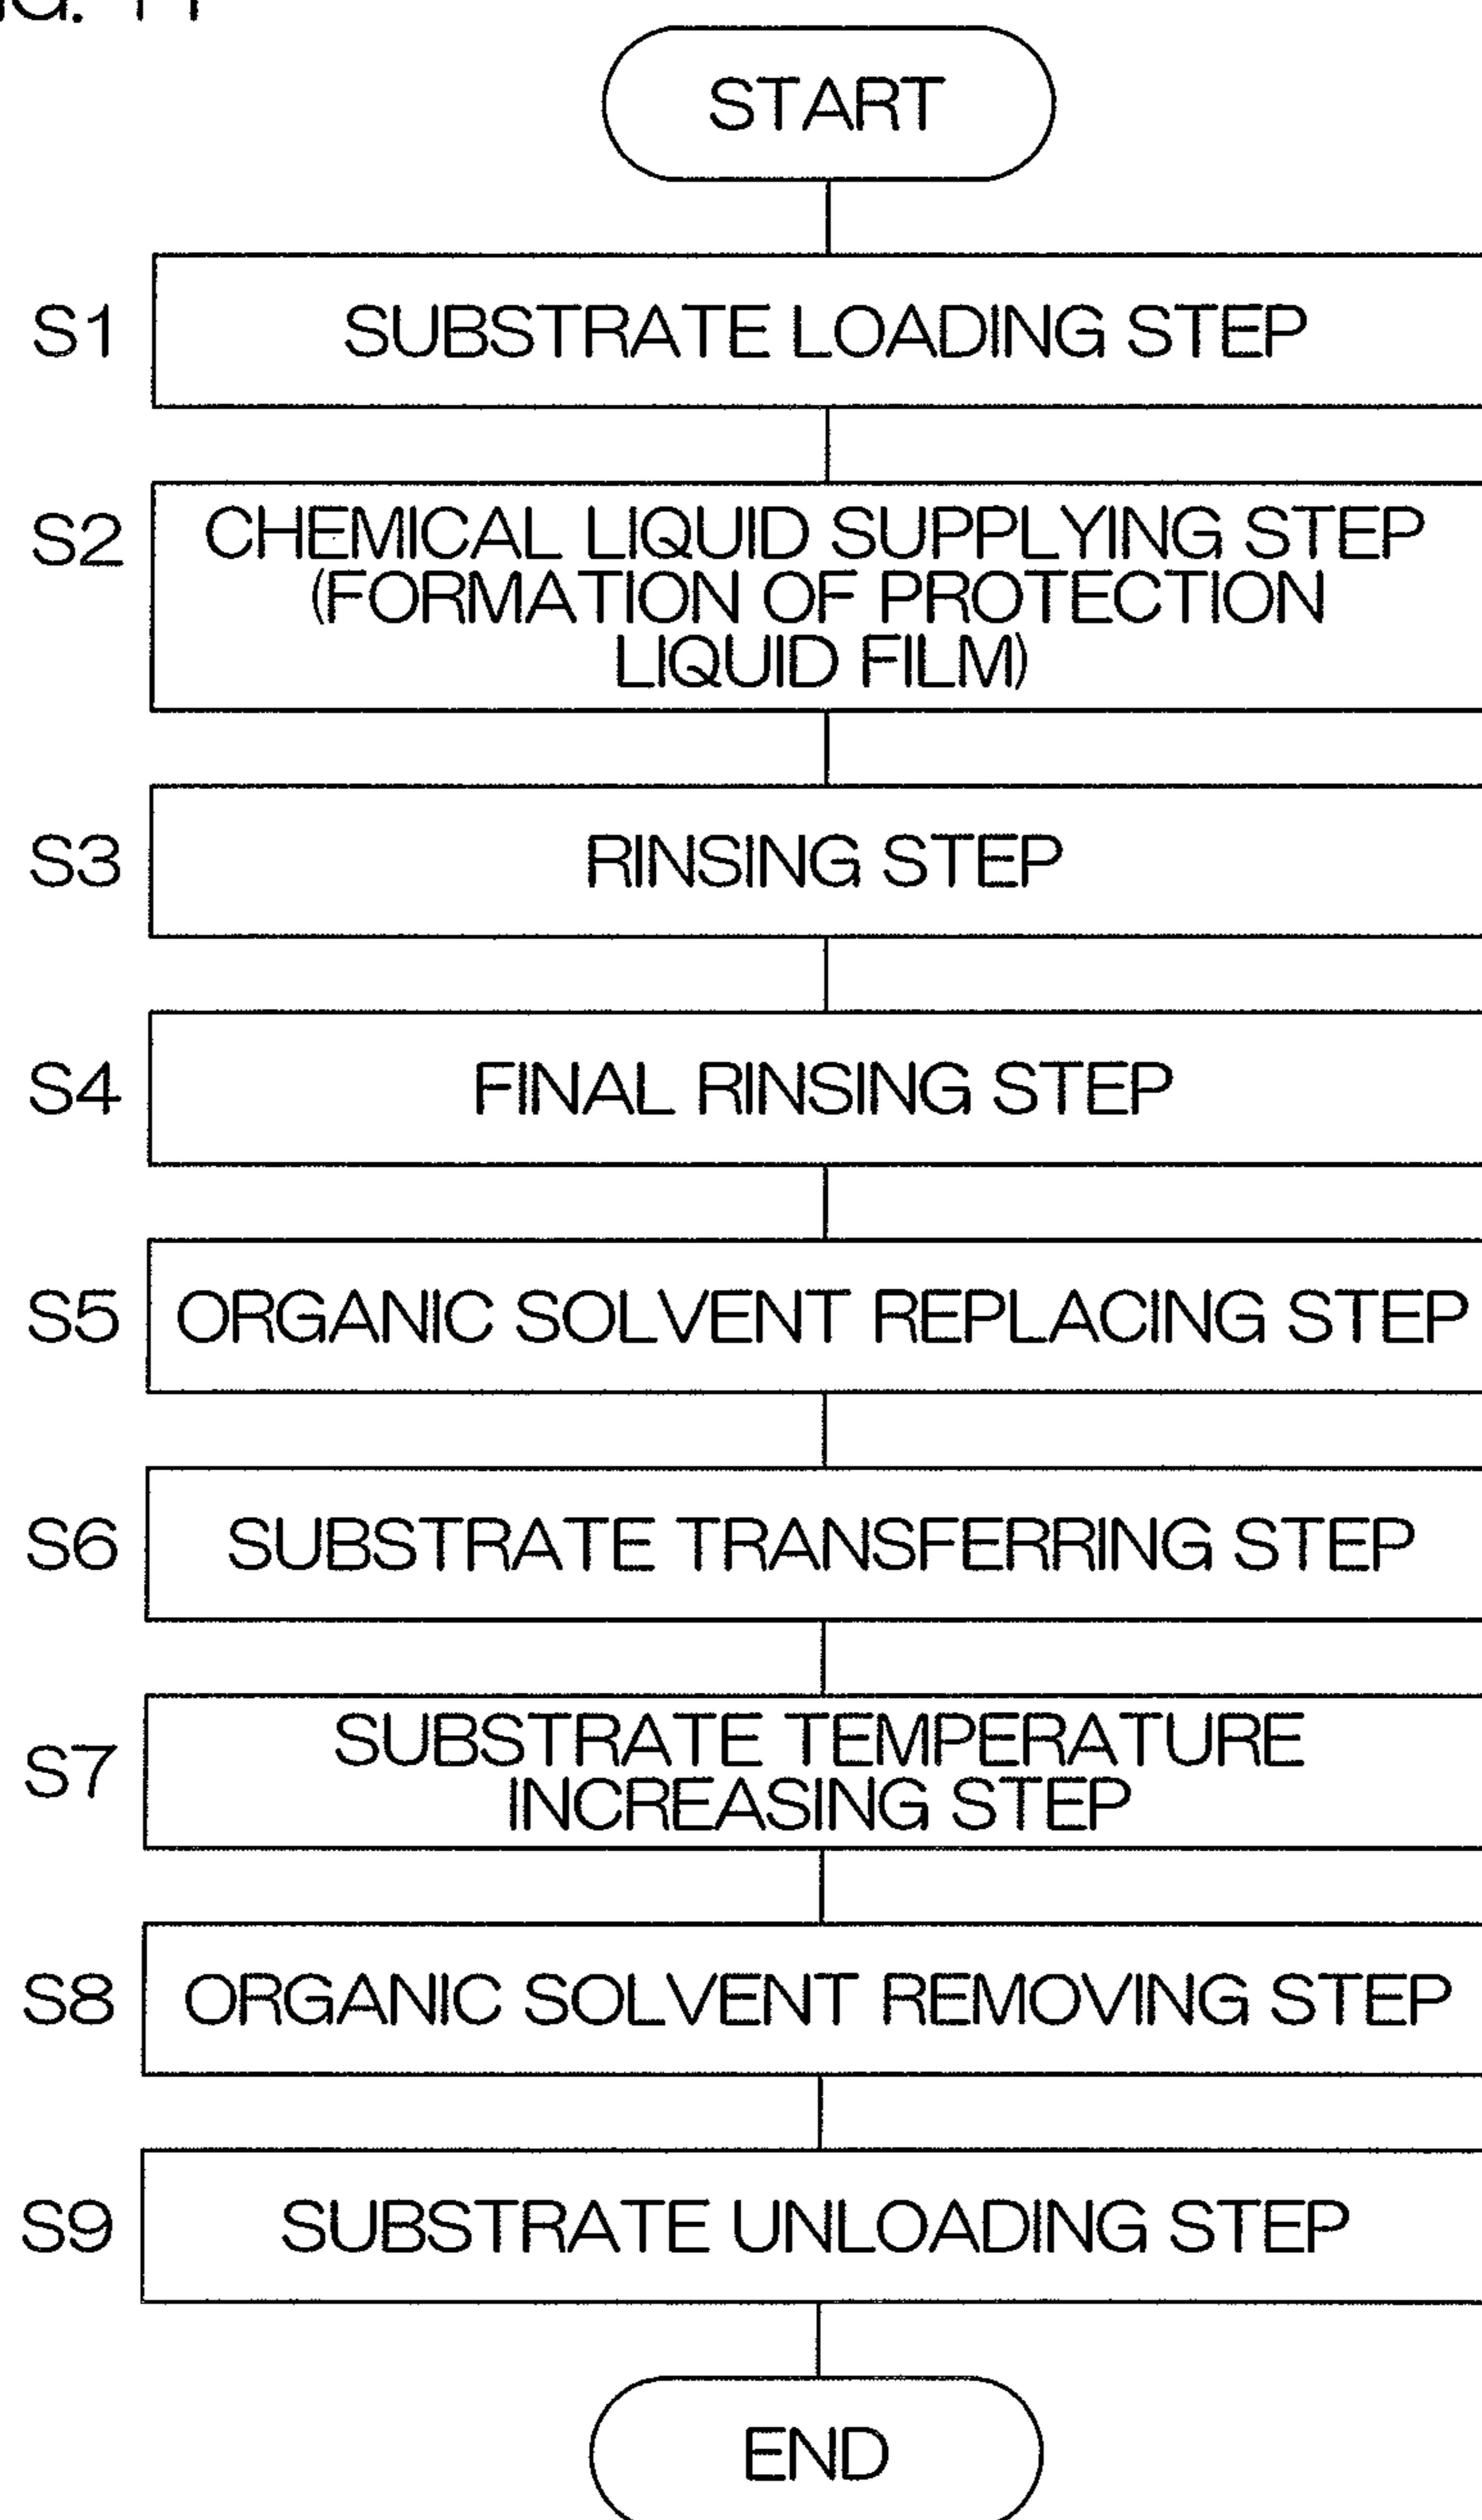 START
S1 SUBSTRATE LOADING STEP
S2 CHEMICAL LIQUID SUPPLYING STEP
(FORMATION OF PROTECTION
LIQUID FILM)
S3 RINSING STEP
S4 FINAL RINSING STEP
S5 ORGANIC SOLVENT REPLACING STEP
S6 SUBSTRATE TRANSFERRING STEP
S7 SUBSTRATE TEMPERATURE
INCREASING STEP
S8 ORGANIC SOLVENT REMOVING STEP
S9 SUBSTRATE UNLOADING STEP
END